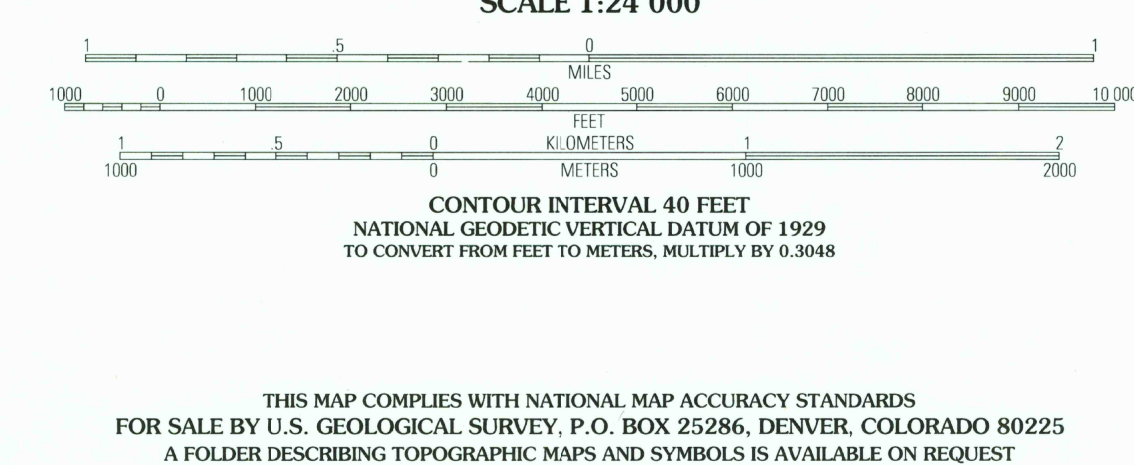 SCALE 1:24 000
1 .5 0 1
MILES
1000 0 1000 2000 3000 4000 5000 6000 7000 8000 9000 10 000
FEET
1 .5 0 KILOMETERS 1 2
1000 0 METERS 1000 2000
CONTOUR INTERVAL 40 FEET
NATIONAL GEODETIC VERTICAL DATUM OF 1929
TO CONVERT FROM FEET TO METERS, MULTIPLY BY 0.3048
THIS MAP COMPLIES WITH NATIONAL MAP ACCURACY STANDARDS
FOR SALE BY U.S. GEOLOGICAL SURVEY, P.O. BOX 25286, DENVER, COLORADO 80225
A FOLDER DESCRIBING TOPOGRAPHIC MAPS AND SYMBOLS IS AVAILABLE ON REQUEST